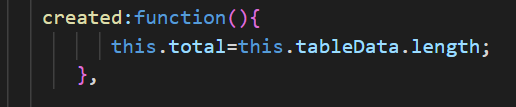 created:function(){
this.total=this.tableData.length;
},